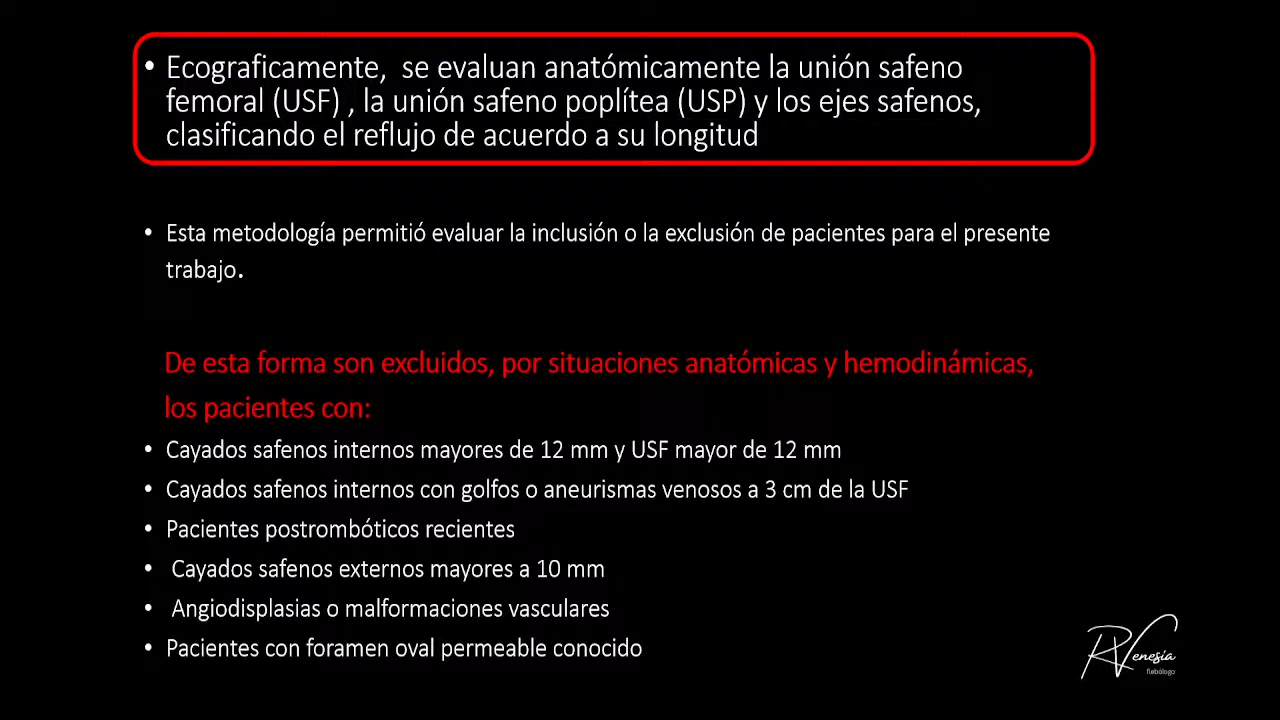 • Ecograficamente, se evaluan anatómicamente la unión safeno
femoral (USF) , la unión safeno poplítea (USP) y los ejes safenos,
clasificando el reflujo de acuerdo a su longitud
• Esta metodología permitió evaluar la inclusión o la exclusión de pacientes para el presente
trabajo.
De esta forma son excluidos, por situaciones anatómicas y hemodinámicas,
los pacientes con:
• Cayados safenos internos mayores de 12 mm y USF mayor de 12 mm
• Cayados safenos internos con golfos o aneurismas venosos a 3 cm de la USF
• Pacientes postrombóticos recientes
• Cayados safenos externos mayores a 10 mm
• Angiodisplasias o malformaciones vasculares
• Pacientes con foramen oval permeable conocido
RVenesia
flebólogo